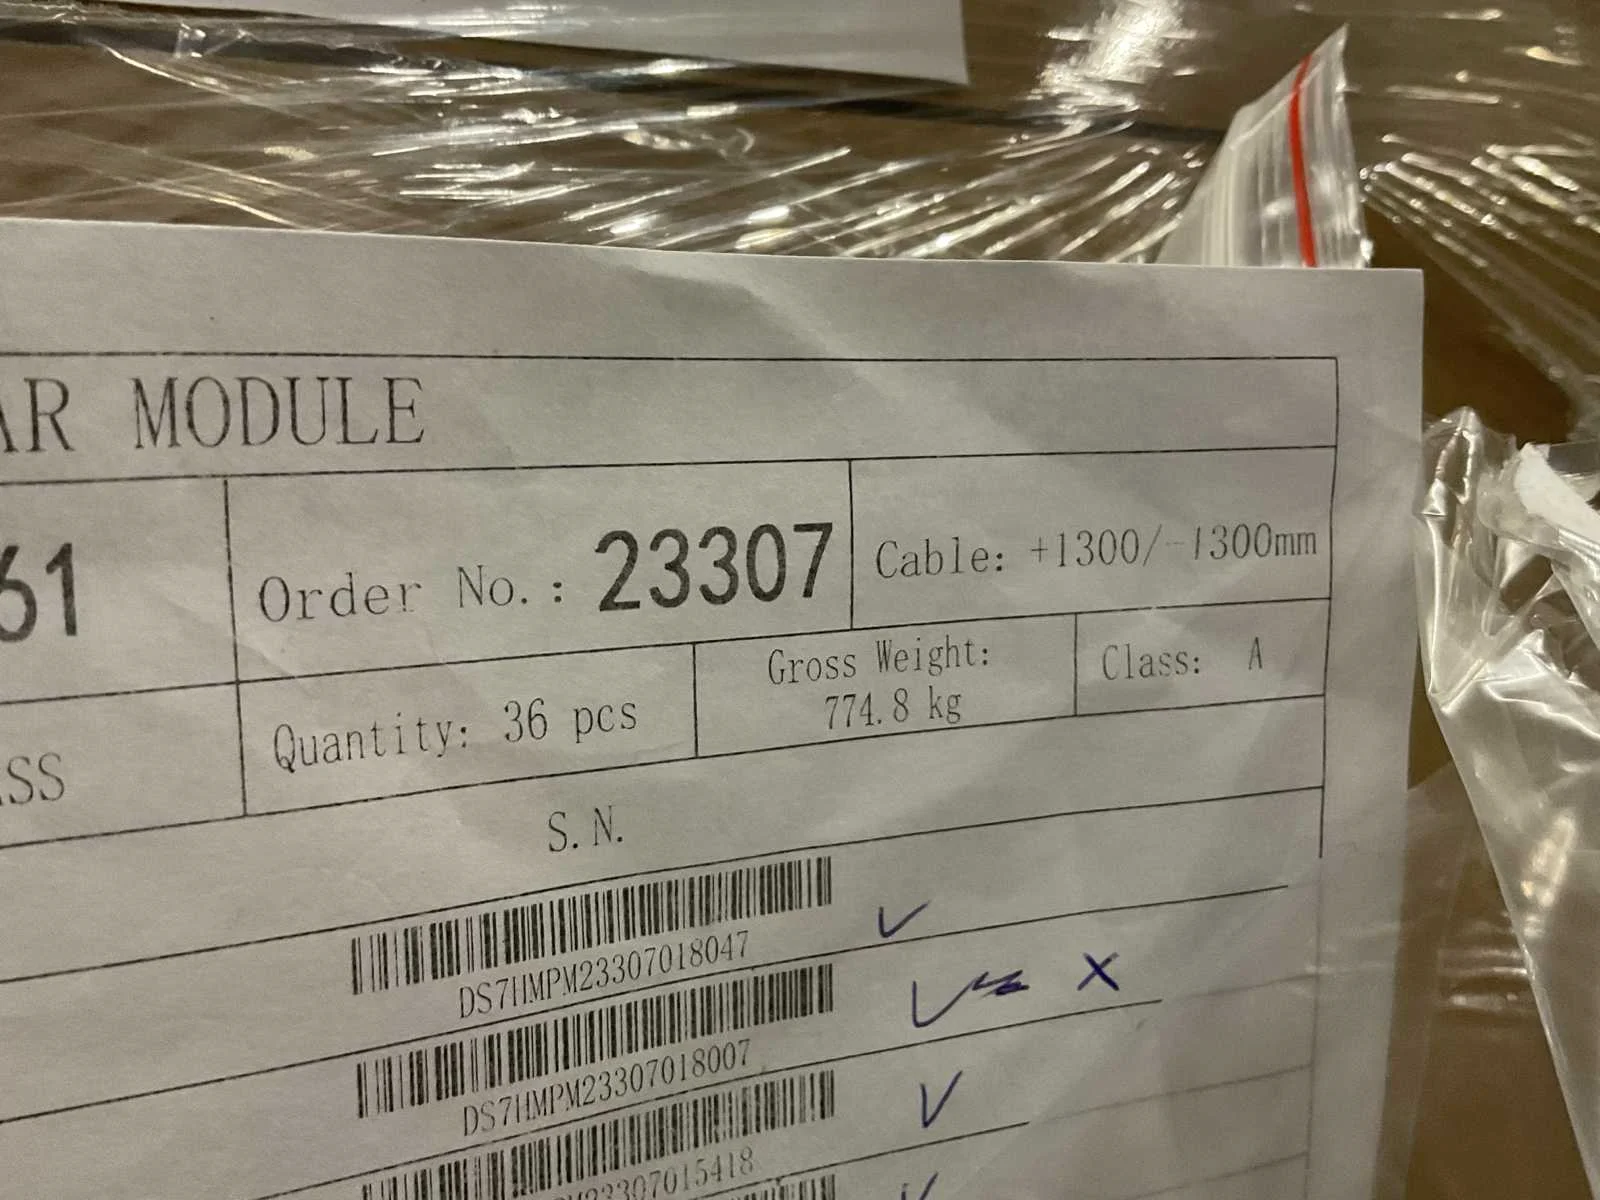 AR MODULE
61
Order No.: 23307
Cable: +1300/-1300mm
SS
Quantity: 36 pcs
Gross Weight:
774.8 kg
Class: A
S.N.
DS7HMPM23307018047
DS7HMPM23307018007
X
23307015418